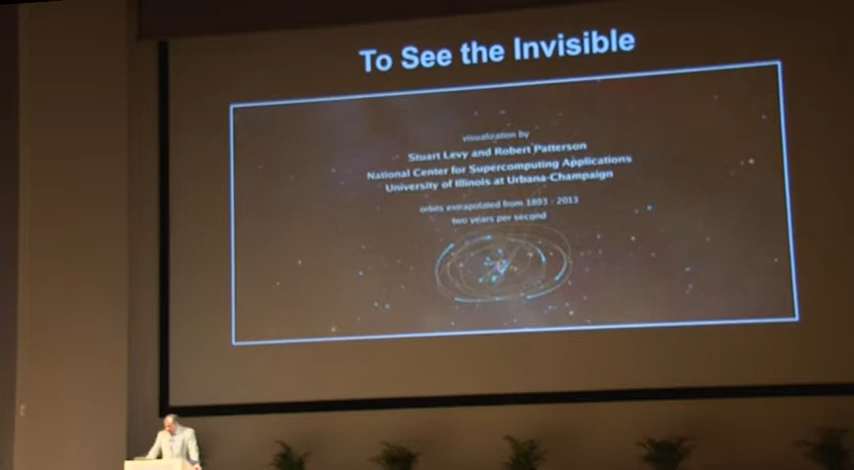 To See the Invisible
visualization by
Stuart Levy and Robert Patterson
National Center for Supercomputing Applications
University of Illinois at Urbana-Champaign
orbits extrapolated from 1893 - 2013
two years per second